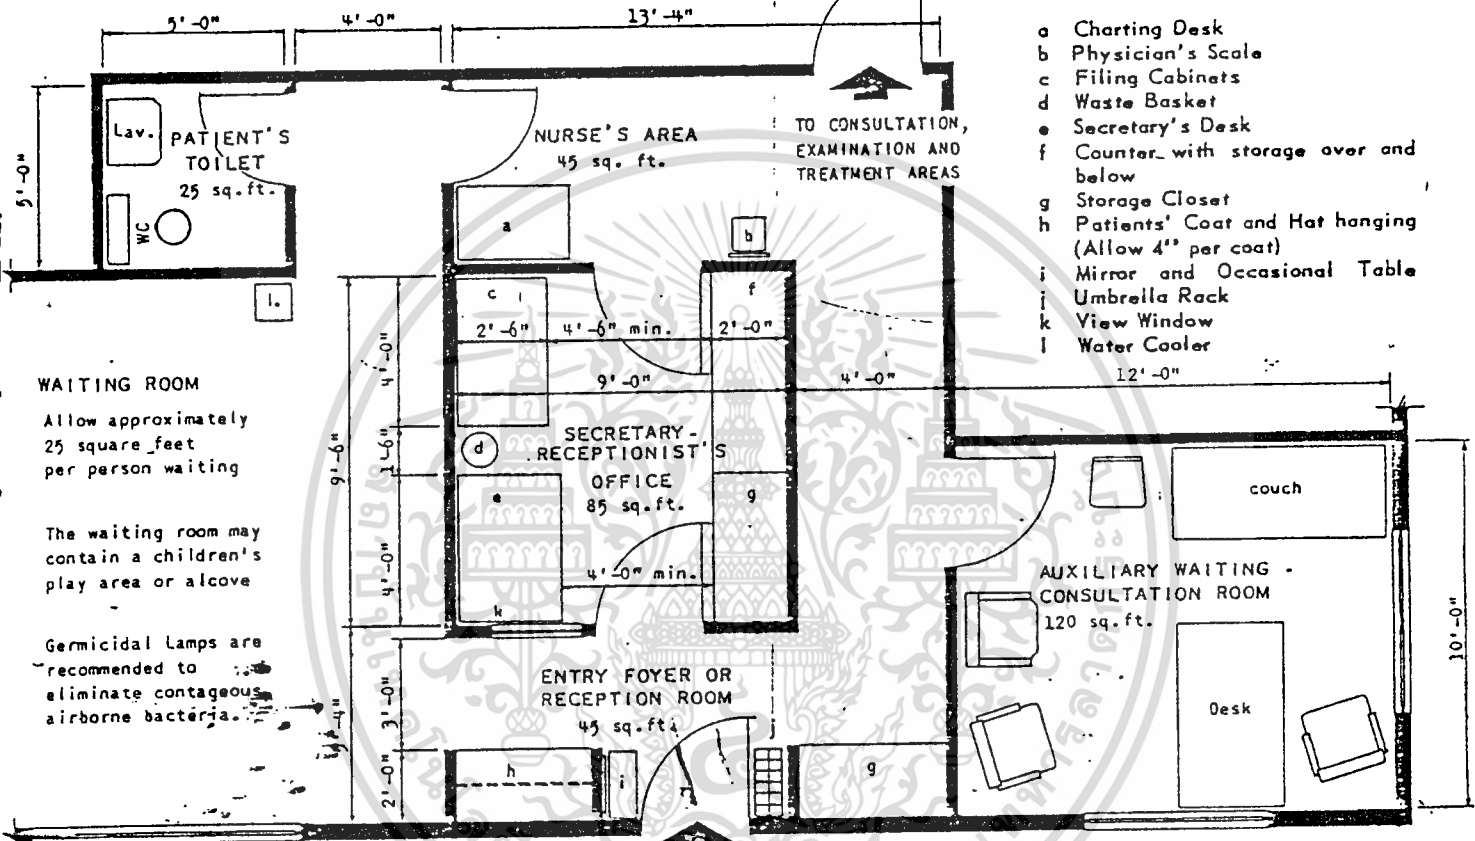 5'-0"
4'-0"
13'-4"
a Charting Desk
b Physician's Scale
c Filing Cabinets
d Waste Basket
e Secretary's Desk
f Counter with storage over and
below
g Storage Closet
h Patients' Coat and Hat hanging
(Allow 4" per coat)
i Mirror and Occasional Table
j Umbrella Rack
k View Window
l Water Cooler
5'-0"
Lav.
PATIENT'S
TOILET
25 sq.ft.
WC
NURSE'S AREA
45 sq. ft.
TO CONSULTATION,
EXAMINATION AND
TREATMENT AREAS
a
b
l.
c
f
2'-6"
4'-6" min.
2'-0"
9'-0"
4'-0"
12'-0"
4'-0"
9'-6"
1'-6"
4'-0"
WAITING ROOM
Allow approximately
25 square feet
per person waiting
The waiting room may
contain a children's
play area or alcove
Germicidal Lamps are
recommended to
eliminate contageous
airborne bacteria.
d
SECRETARY-
RECEPTIONIST'S
OFFICE
85 sq.ft.
e
g
4'-0" min.
k
couch
AUXILIARY WAITING -
CONSULTATION ROOM
120 sq.ft.
Desk
10'-0"
ENTRY FOYER OR
RECEPTION ROOM
45 sq.ft.
3'-0"
2'-0"
h
i
j
g